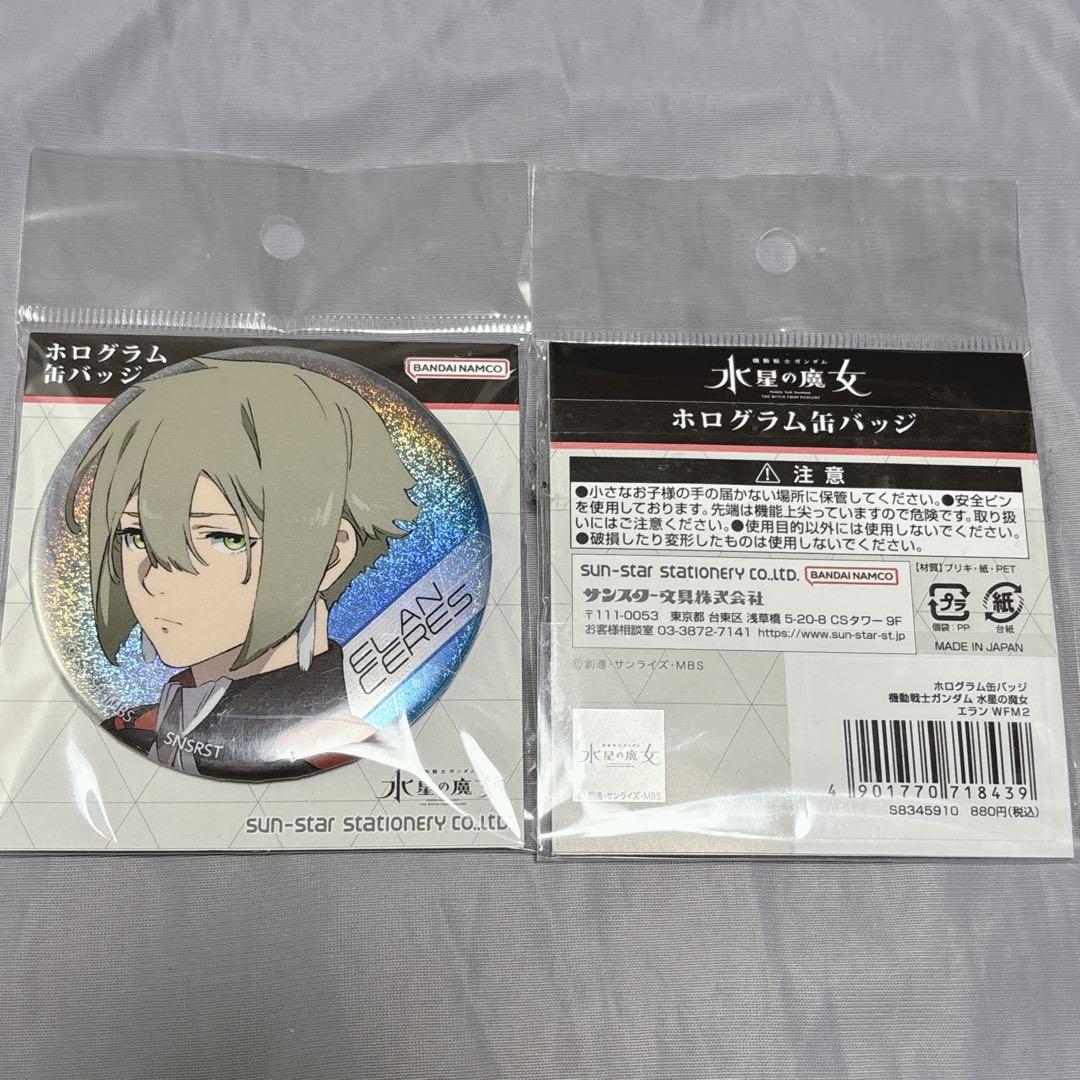 ホログラム
缶バッジ
BANDAI NAMCO
ELAN
CERES
MBS
SNSRST
機動戦士ガンダム
水星の魔女
sun-star stationery co.,ltd.
機動戦士ガンダム
水星の魔女
THE WITCH FROM MERCURY
ホログラム缶バッジ
注意
●小さなお子様の手の届かない場所に保管してください。●安全ピン
を使用しております。先端は機能上尖っていますので危険です。取り扱
いにはご注意ください。●使用目的以外には使用しないでください。
●破損したり変形したものは使用しないでください。
sun-star stationery co.,ltd.
BANDAI NAMCO
サンスター文具株式会社
〒111-0053 東京都 台東区 浅草橋 5-20-8 CSタワー 9F
お客様相談室 03-3872-7141 https://www.sun-star-st.jp
【材質】ブリキ・紙・PET
プラ
個袋：PP
紙
台紙
MADE IN JAPAN
©創通・サンライズ・MBS
ホログラム缶バッジ
機動戦士ガンダム 水星の魔女
エラン WFM2
4 901770 718439
S8345910 880円(税込)
水星の魔女
©創通・サンライズ・MBS